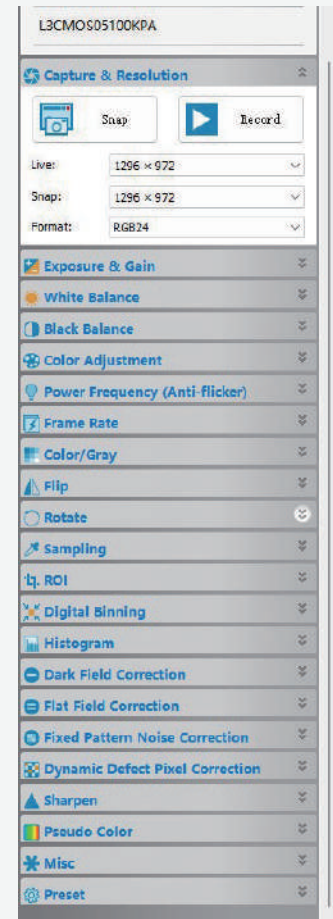 L3CMOS05100KPA
Capture & Resolution
Snap Record
Live: 1296 × 972
Snap: 1296 × 972
Format: RGB24
Exposure & Gain
White Balance
Black Balance
Color Adjustment
Power Frequency (Anti-flicker)
Frame Rate
Color/Gray
Flip
Rotate
Sampling
ROI
Digital Binning
Histogram
Dark Field Correction
Flat Field Correction
Fixed Pattern Noise Correction
Dynamic Defect Pixel Correction
Sharpen
Pseudo Color
Misc
Preset